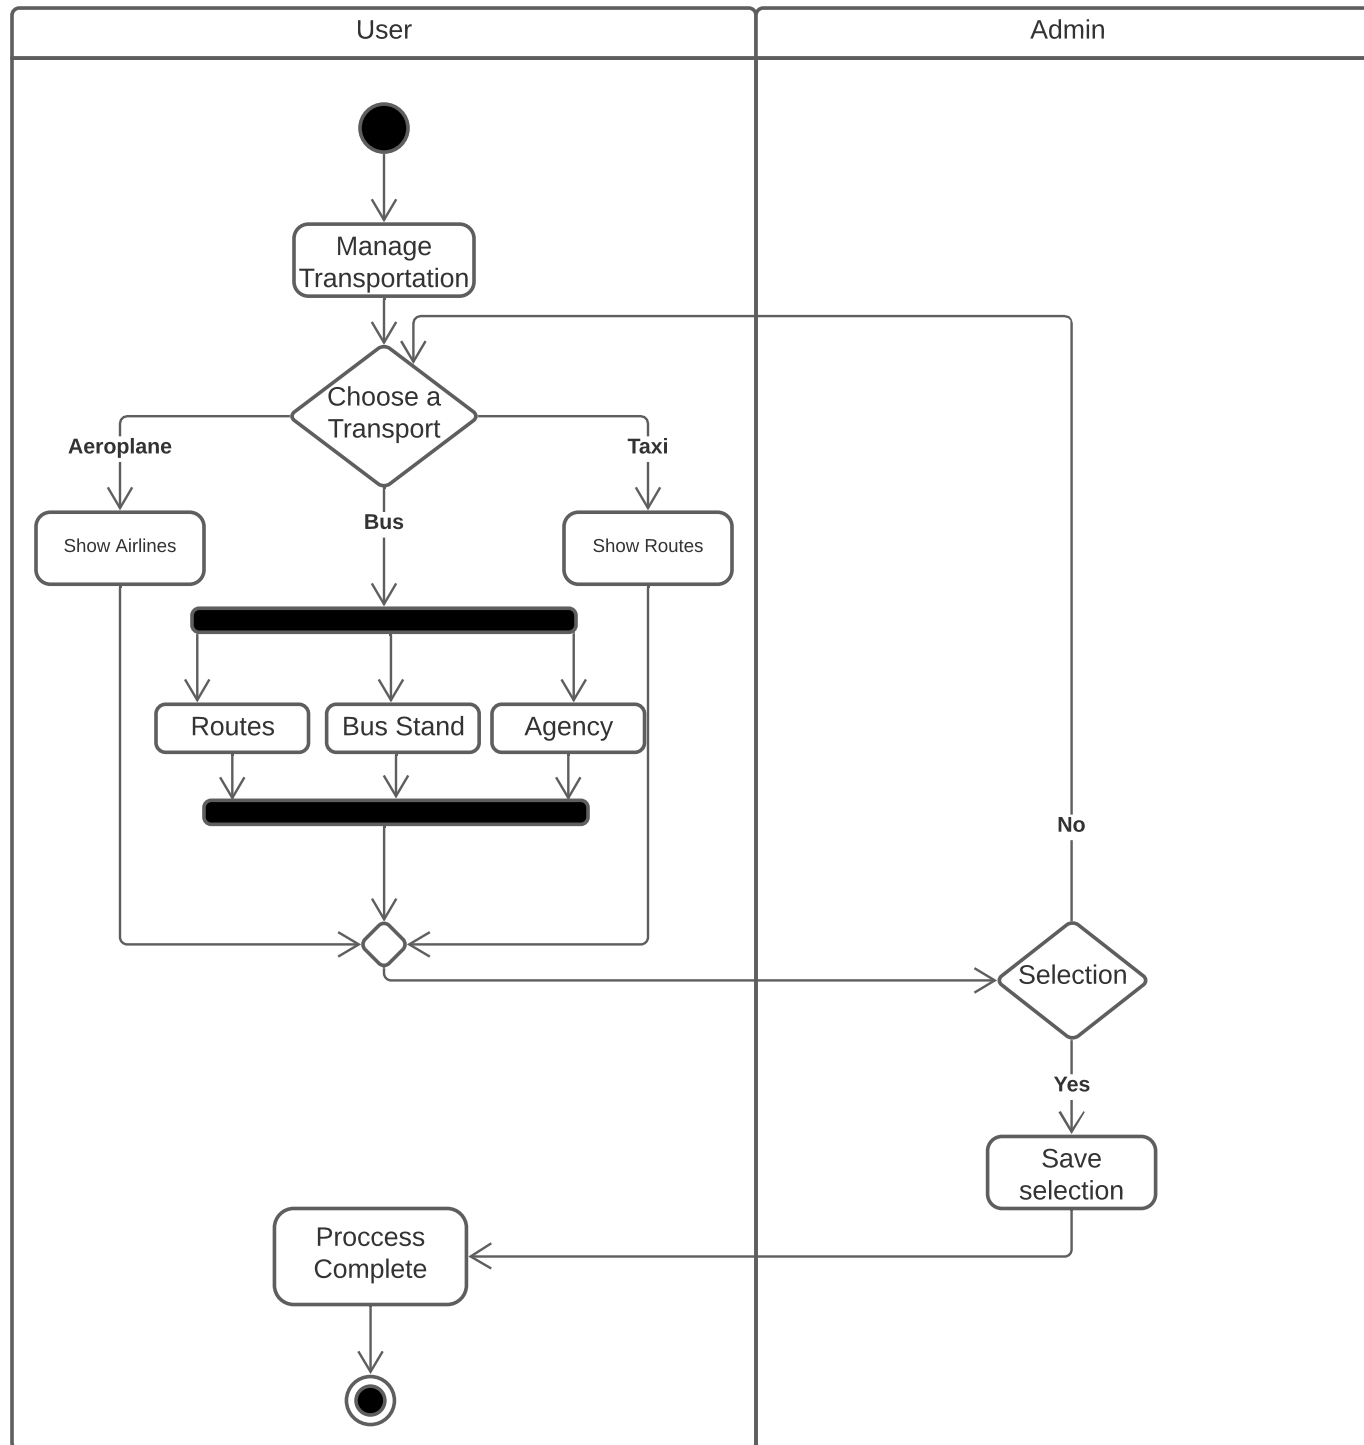 User
Admin
Manage
Transportation
Choose a
Transport
Aeroplane
Taxi
Bus
Show Airlines
Show Routes
Routes
Bus Stand
Agency
No
Selection
Yes
Save
selection
Proccess
Complete